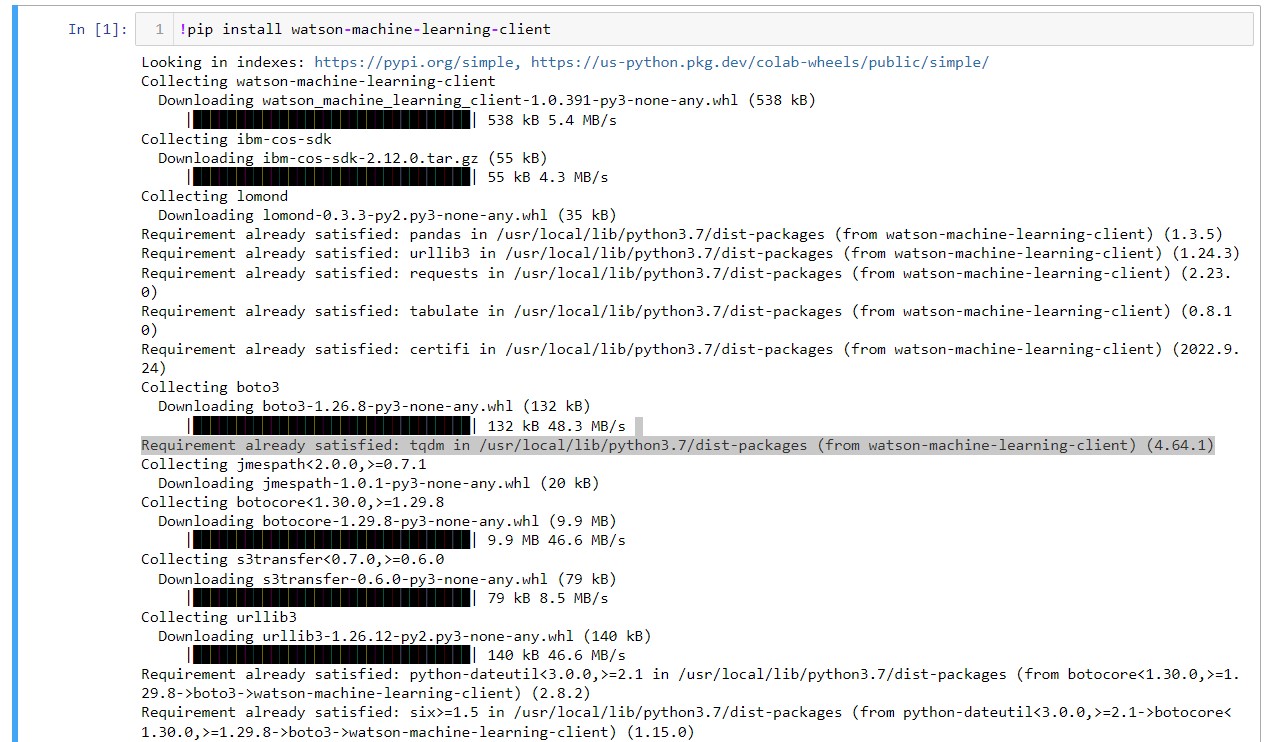 In [1]: 1 !pip install watson-machine-learning-client
Looking in indexes: https://pypi.org/simple, https://us-python.pkg.dev/colab-wheels/public/simple/
Collecting watson-machine-learning-client
Downloading watson_machine_learning_client-1.0.391-py3-none-any.whl (538 kB)
| | 538 kB 5.4 MB/s
Collecting ibm-cos-sdk
Downloading ibm-cos-sdk-2.12.0.tar.gz (55 kB)
| | 55 kB 4.3 MB/s
Collecting lomond
Downloading lomond-0.3.3-py2.py3-none-any.whl (35 kB)
Requirement already satisfied: pandas in /usr/local/lib/python3.7/dist-packages (from watson-machine-learning-client) (1.3.5)
Requirement already satisfied: urllib3 in /usr/local/lib/python3.7/dist-packages (from watson-machine-learning-client) (1.24.3)
Requirement already satisfied: requests in /usr/local/lib/python3.7/dist-packages (from watson-machine-learning-client) (2.23.
0)
Requirement already satisfied: tabulate in /usr/local/lib/python3.7/dist-packages (from watson-machine-learning-client) (0.8.1
0)
Requirement already satisfied: certifi in /usr/local/lib/python3.7/dist-packages (from watson-machine-learning-client) (2022.9.
24)
Collecting boto3
Downloading boto3-1.26.8-py3-none-any.whl (132 kB)
| | 132 kB 48.3 MB/s
Requirement already satisfied: tqdm in /usr/local/lib/python3.7/dist-packages (from watson-machine-learning-client) (4.64.1)
Collecting jmespath<2.0.0,>=0.7.1
Downloading jmespath-1.0.1-py3-none-any.whl (20 kB)
Collecting botocore<1.30.0,>=1.29.8
Downloading botocore-1.29.8-py3-none-any.whl (9.9 MB)
| | 9.9 MB 46.6 MB/s
Collecting s3transfer<0.7.0,>=0.6.0
Downloading s3transfer-0.6.0-py3-none-any.whl (79 kB)
| | 79 kB 8.5 MB/s
Collecting urllib3
Downloading urllib3-1.26.12-py2.py3-none-any.whl (140 kB)
| | 140 kB 46.6 MB/s
Requirement already satisfied: python-dateutil<3.0.0,>=2.1 in /usr/local/lib/python3.7/dist-packages (from botocore<1.30.0,>=1.
29.8->boto3->watson-machine-learning-client) (2.8.2)
Requirement already satisfied: six>=1.5 in /usr/local/lib/python3.7/dist-packages (from python-dateutil<3.0.0,>=2.1->botocore<
1.30.0,>=1.29.8->boto3->watson-machine-learning-client) (1.15.0)